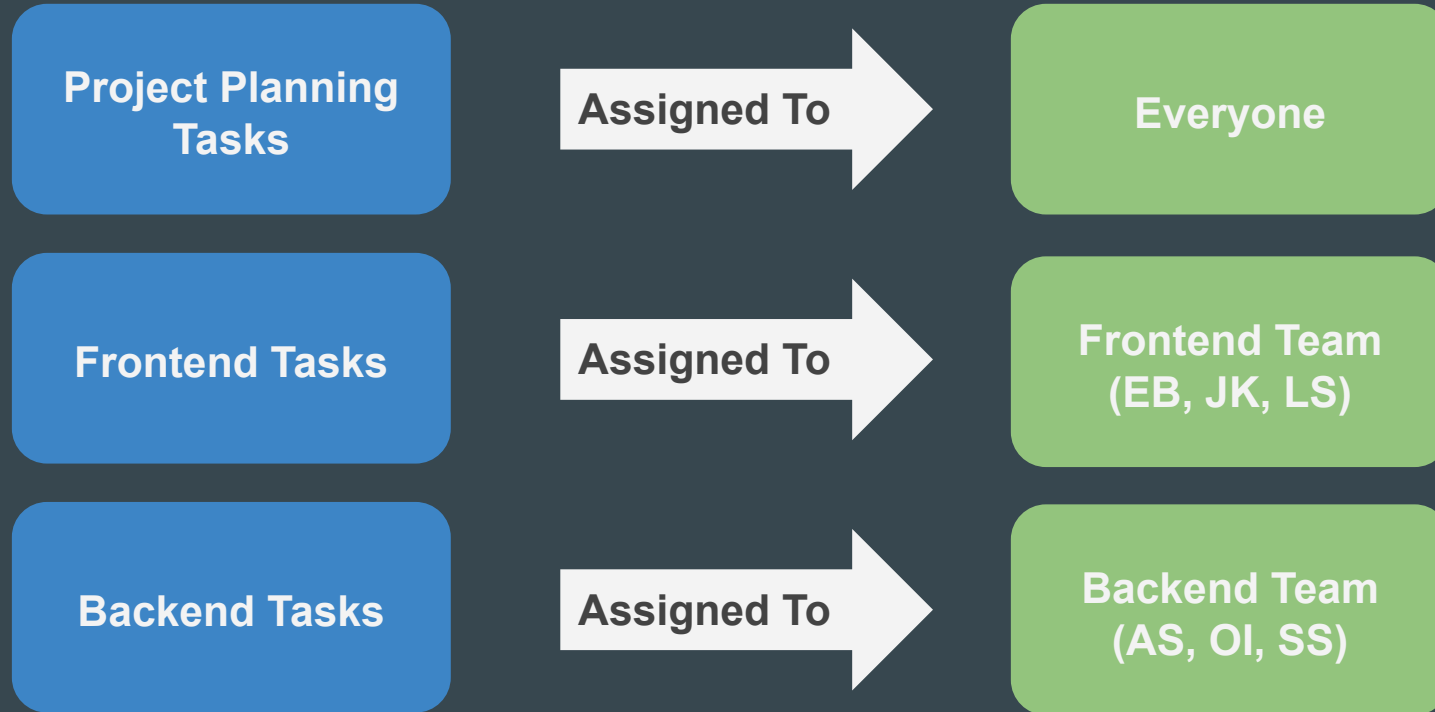 Project Planning
Tasks
Assigned To
Everyone
Frontend Tasks
Assigned To
Frontend Team
(EB, JK, LS)
Backend Tasks
Assigned To
Backend Team
(AS, OI, SS)